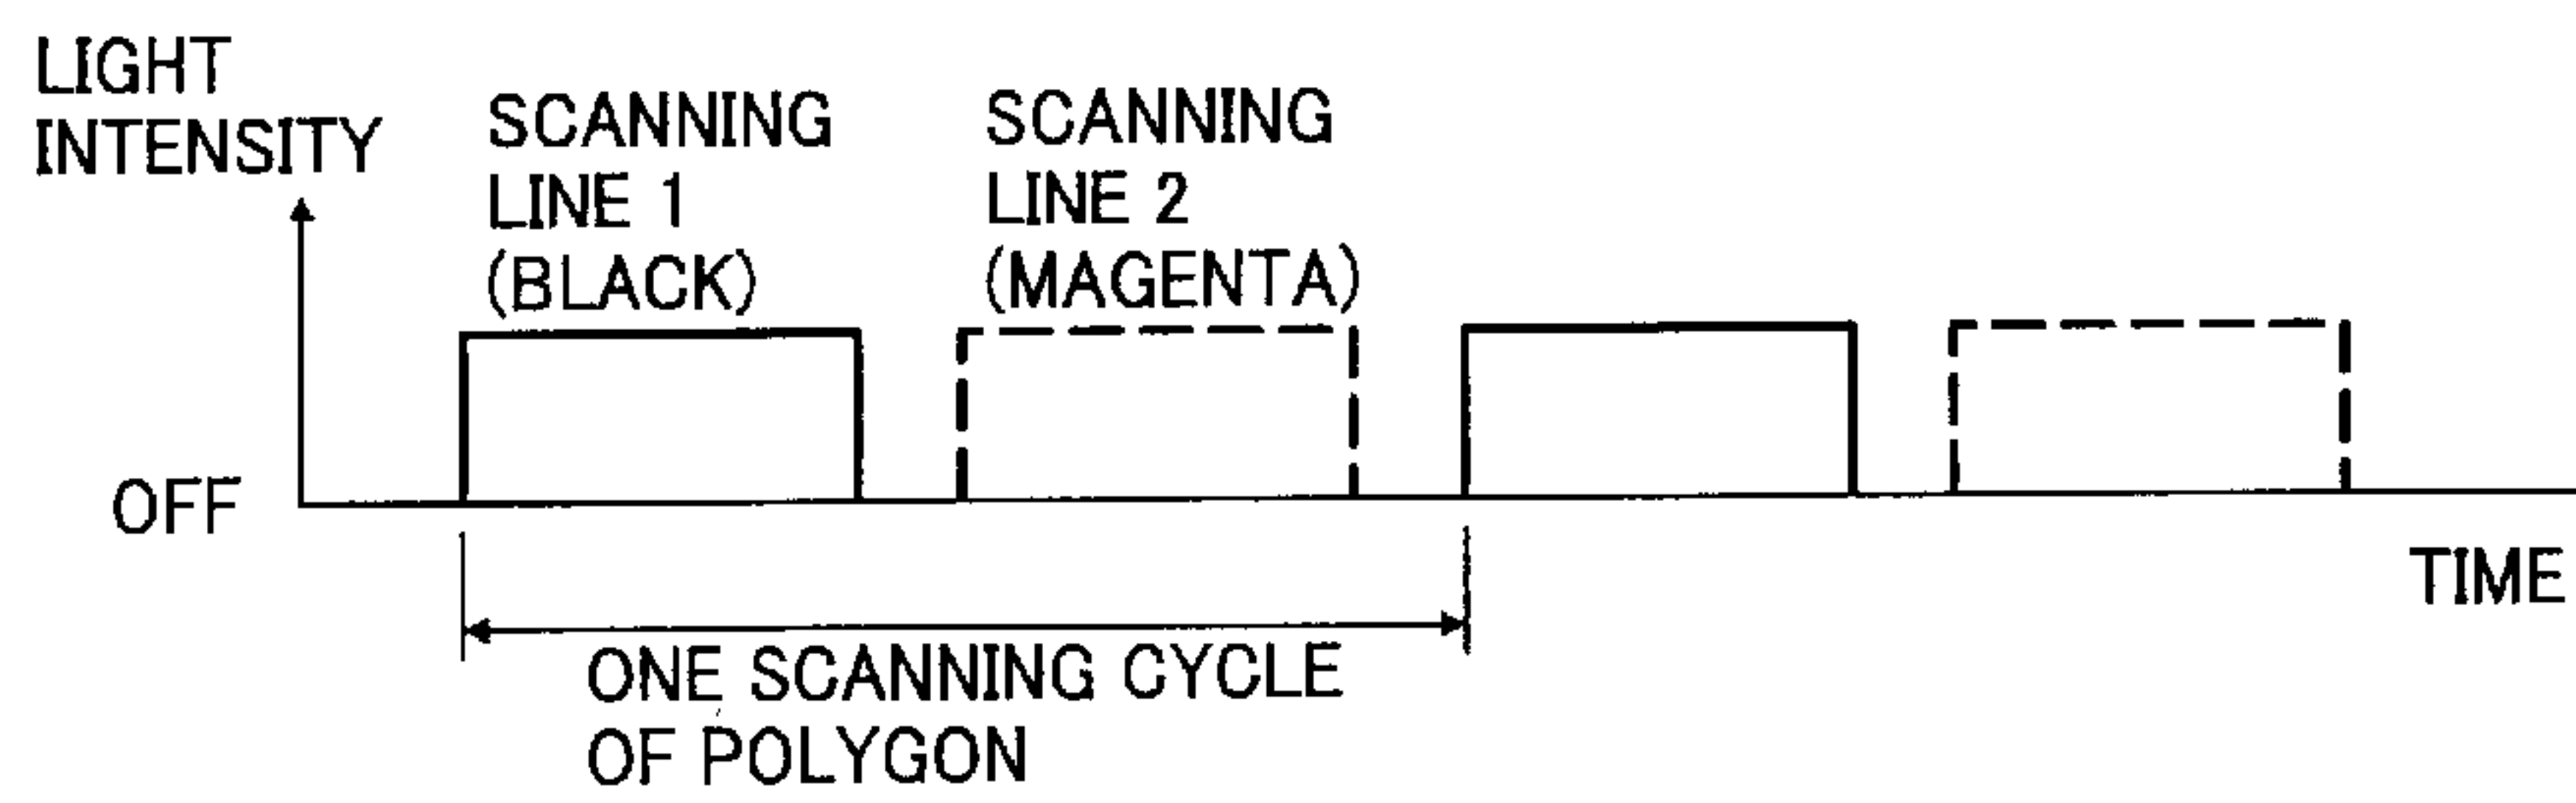 LIGHT
INTENSITY
SCANNING
LINE 1
(BLACK)
SCANNING
LINE 2
(MAGENTA)
OFF
TIME
ONE SCANNING CYCLE
OF POLYGON